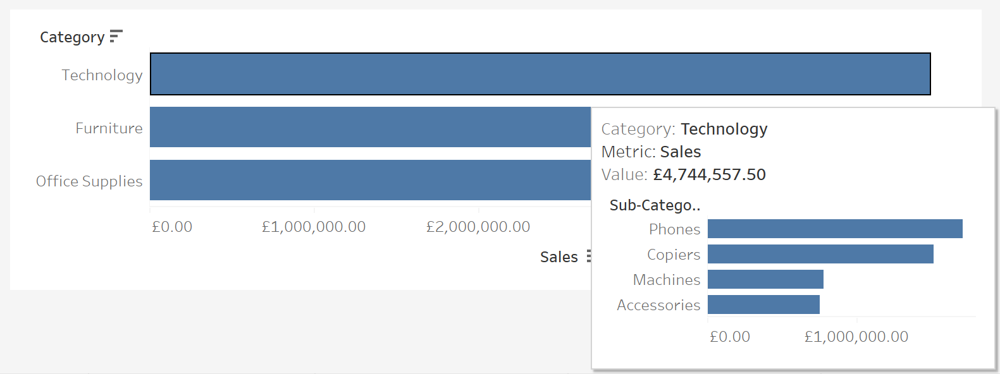 Category
Technology
Furniture
Office Supplies
£0.00
£1,000,000.00
£2,000,000.00
Sales
Category: Technology
Metric: Sales
Value: £4,744,557.50
Sub-Catego..
Phones
Copiers
Machines
Accessories
£0.00
£1,000,000.00